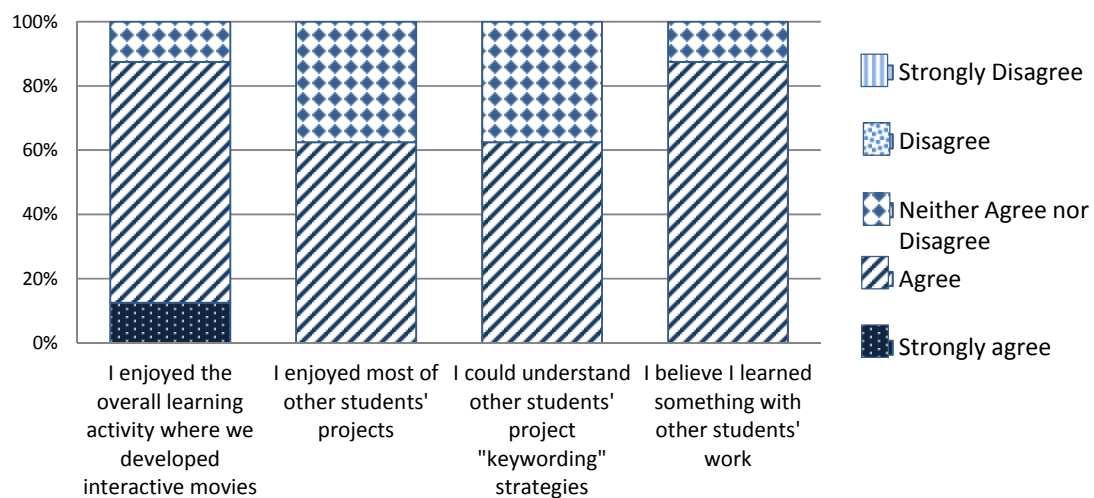 100%
80%
60%
40%
20%
0%
I enjoyed the
overall learning
activity where we
developed
interactive movies
I enjoyed most of
other students'
projects
I could understand
other students'
project
"keywording"
strategies
I believe I learned
something with
other students'
work
Strongly Disagree
Disagree
Neither Agree nor
Disagree
Agree
Strongly agree